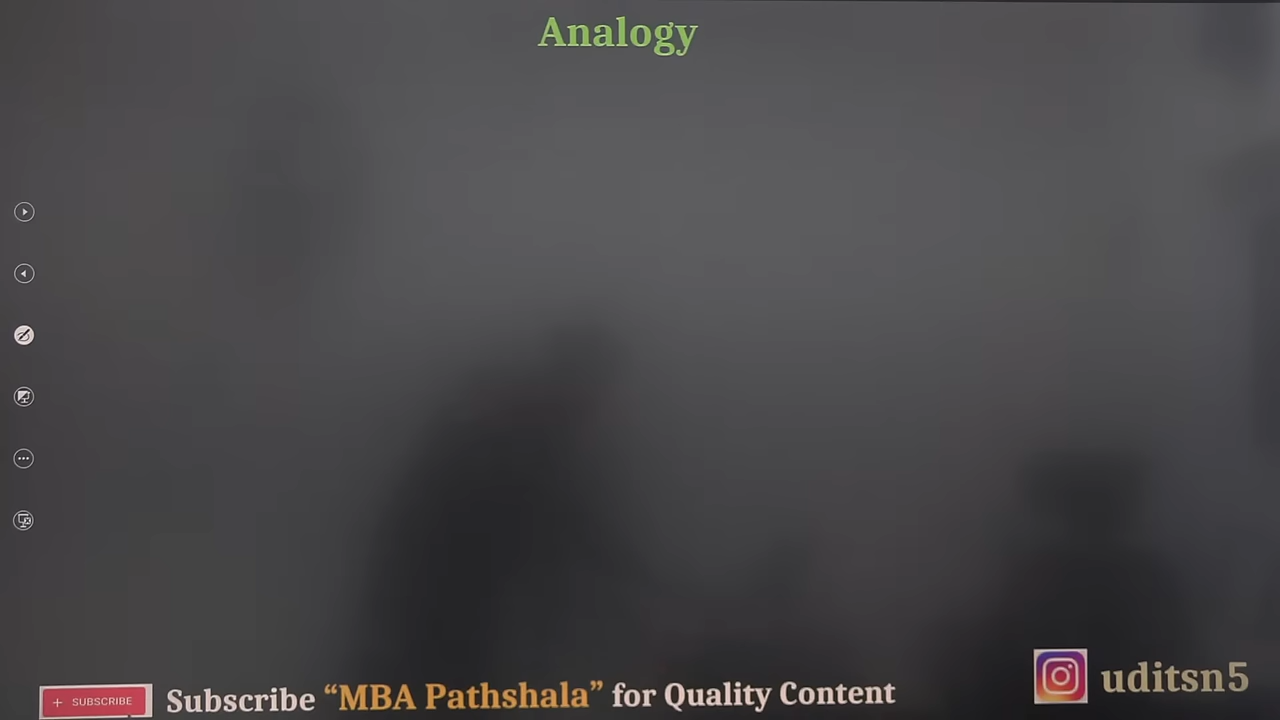 Analogy
+ SUBSCRIBE
Subscribe “MBA Pathshala” for Quality Content
uditsn5